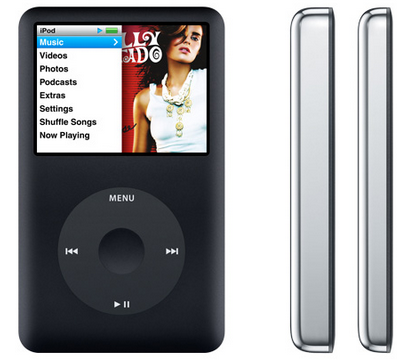 iPod
Music
Videos
Photos
Podcasts
Extras
Settings
Shuffle Songs
Now Playing
MENU